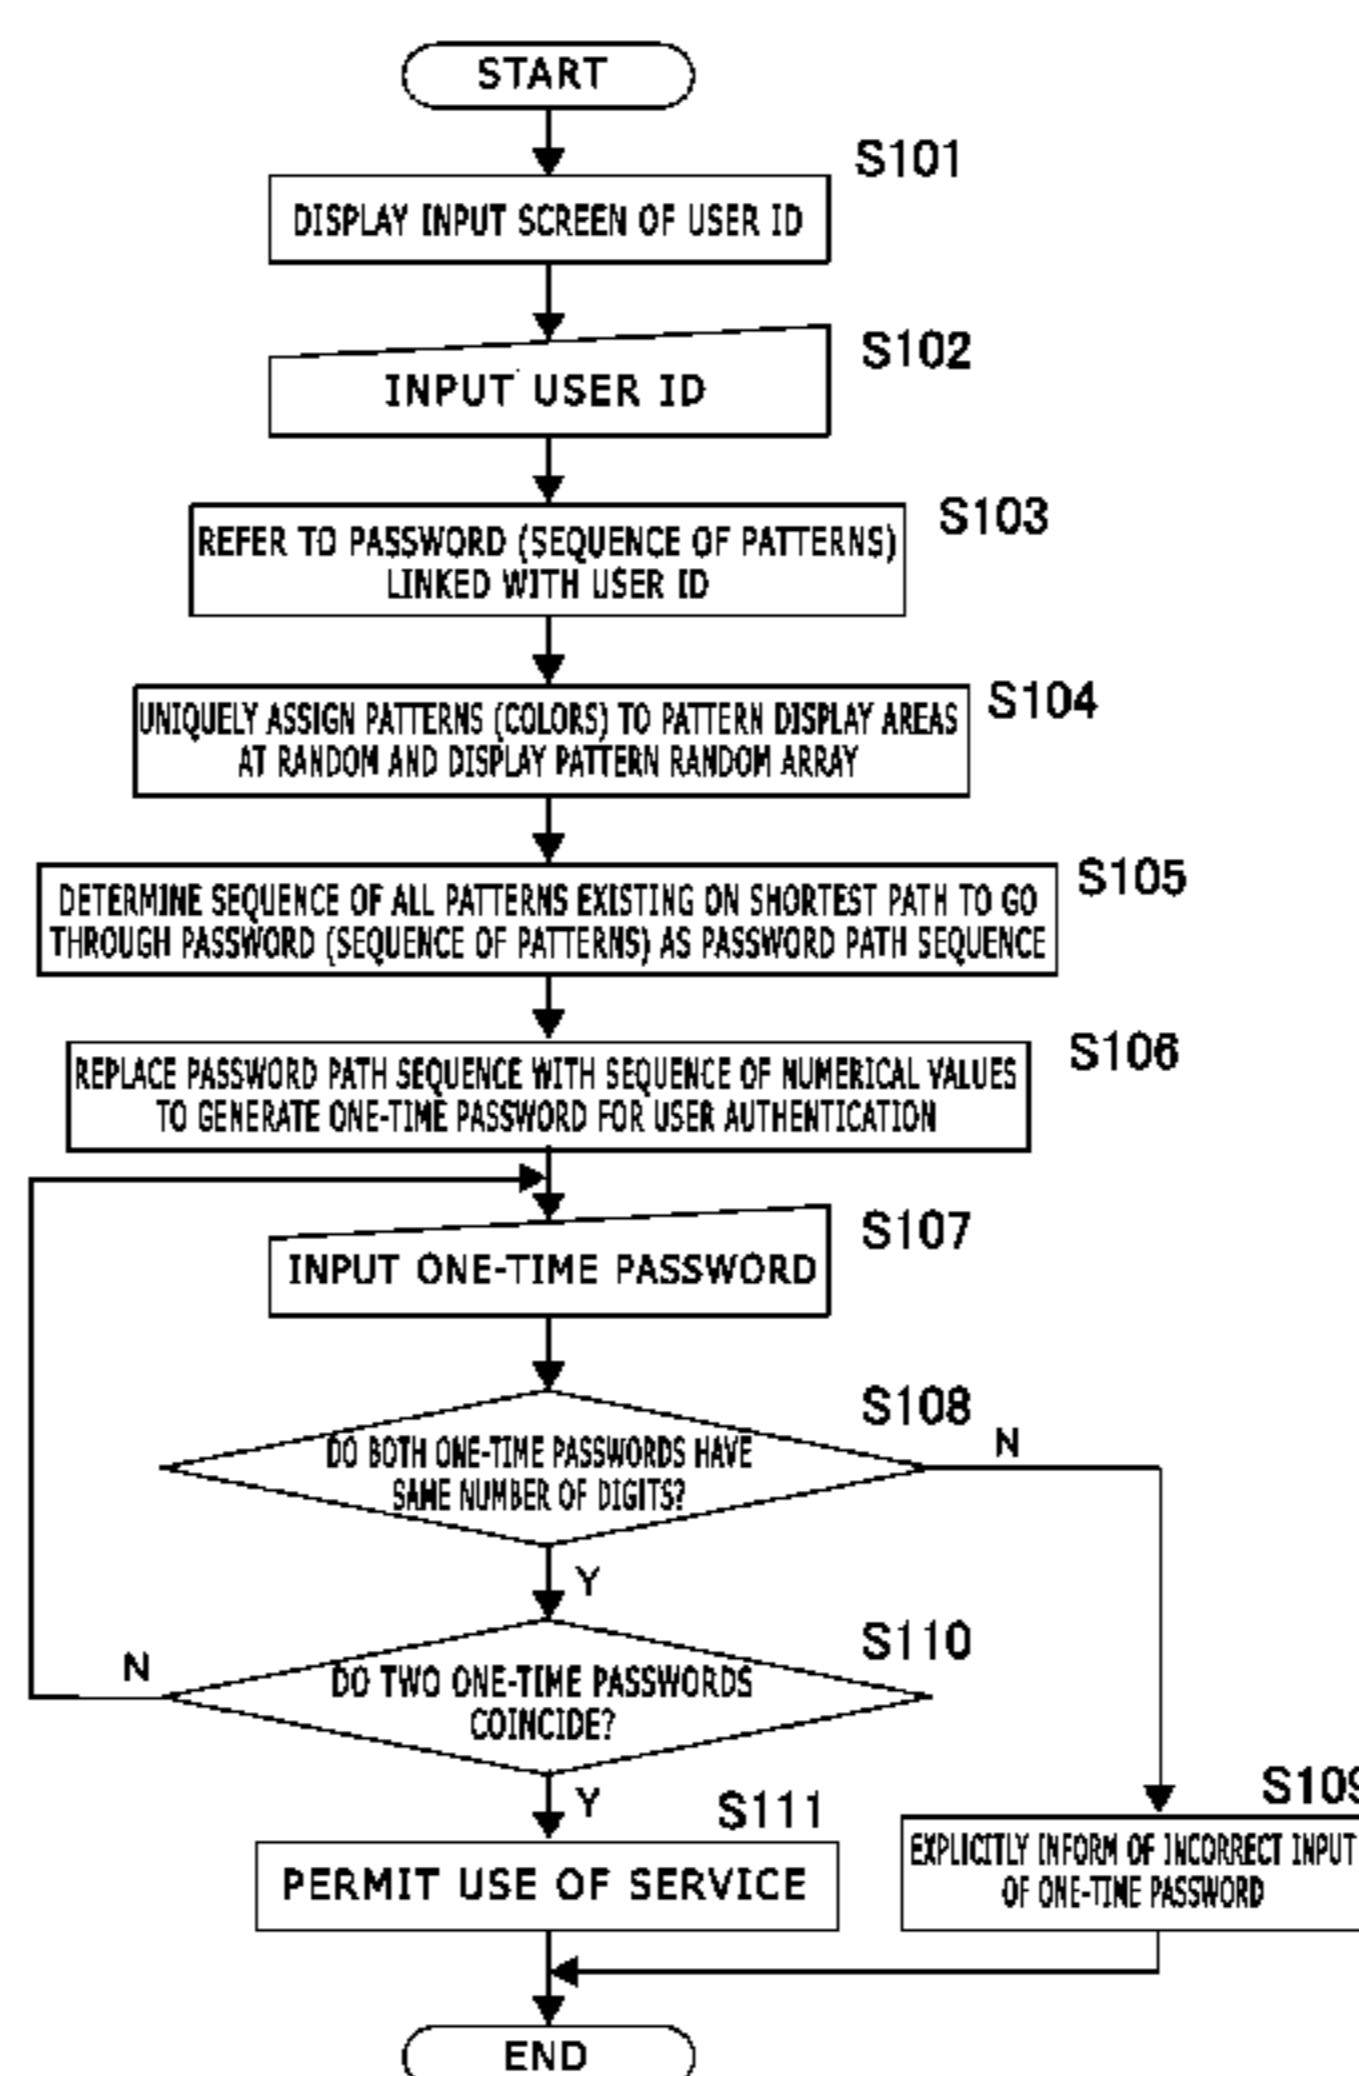 START
S101
DISPLAY INPUT SCREEN OF USER ID
S102
INPUT USER ID
S103
REFER TO PASSWORD (SEQUENCE OF PATTERNS)
LINKED WITH USER ID
S104
UNIQUELY ASSIGN PATTERNS (COLORS) TO PATTERN DISPLAY AREAS
AT RANDOM AND DISPLAY PATTERN RANDOM ARRAY
S105
DETERMINE SEQUENCE OF ALL PATTERNS EXISTING ON SHORTEST PATH TO GO
THROUGH PASSWORD (SEQUENCE OF PATTERNS) AS PASSWORD PATH SEQUENCE
S106
REPLACE PASSWORD PATH SEQUENCE WITH SEQUENCE OF NUMERICAL VALUES
TO GENERATE ONE-TIME PASSWORD FOR USER AUTHENTICATION
S107
INPUT ONE-TIME PASSWORD
S108
DO BOTH ONE-TIME PASSWORDS HAVE
SAME NUMBER OF DIGITS?
N
Y
S110
DO TWO ONE-TIME PASSWORDS
COINCIDE?
N
Y
S111
PERMIT USE OF SERVICE
S109
EXPLICITLY INFORM OF INCORRECT INPUT
OF ONE-TIME PASSWORD
END